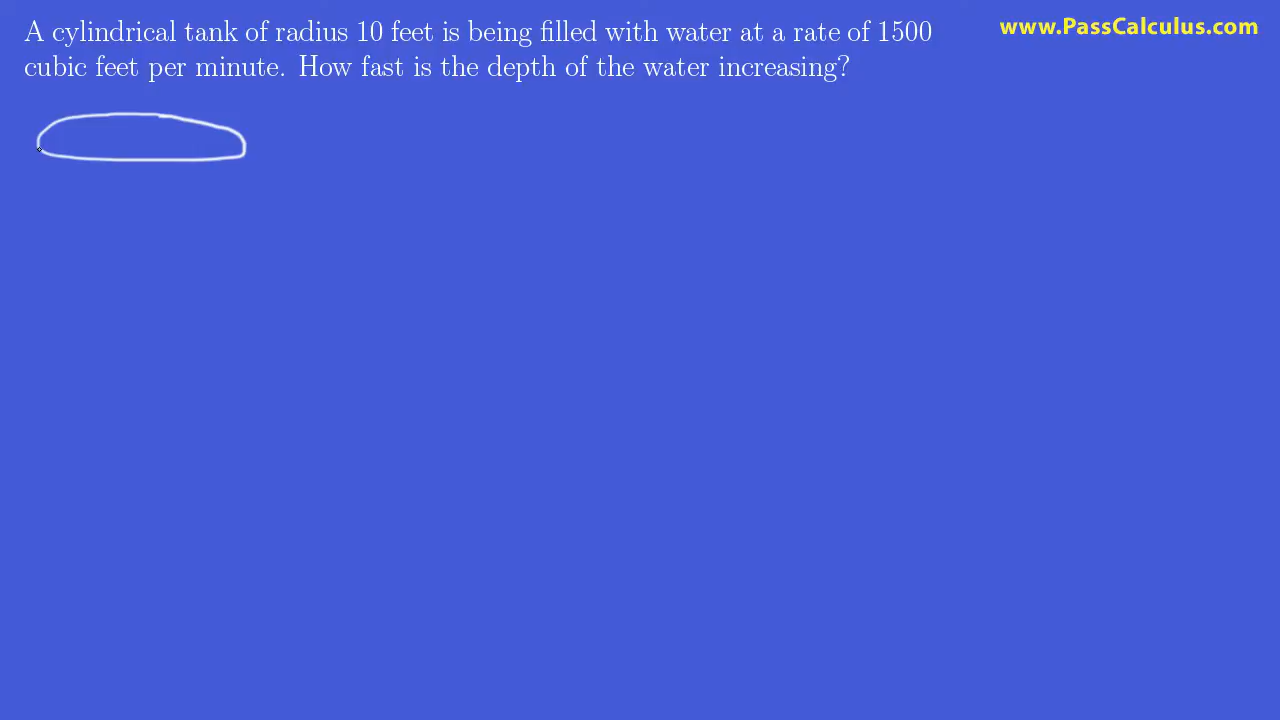 A cylindrical tank of radius 10 feet is being filled with water at a rate of 1500
cubic feet per minute. How fast is the depth of the water increasing?
www.PassCalculus.com